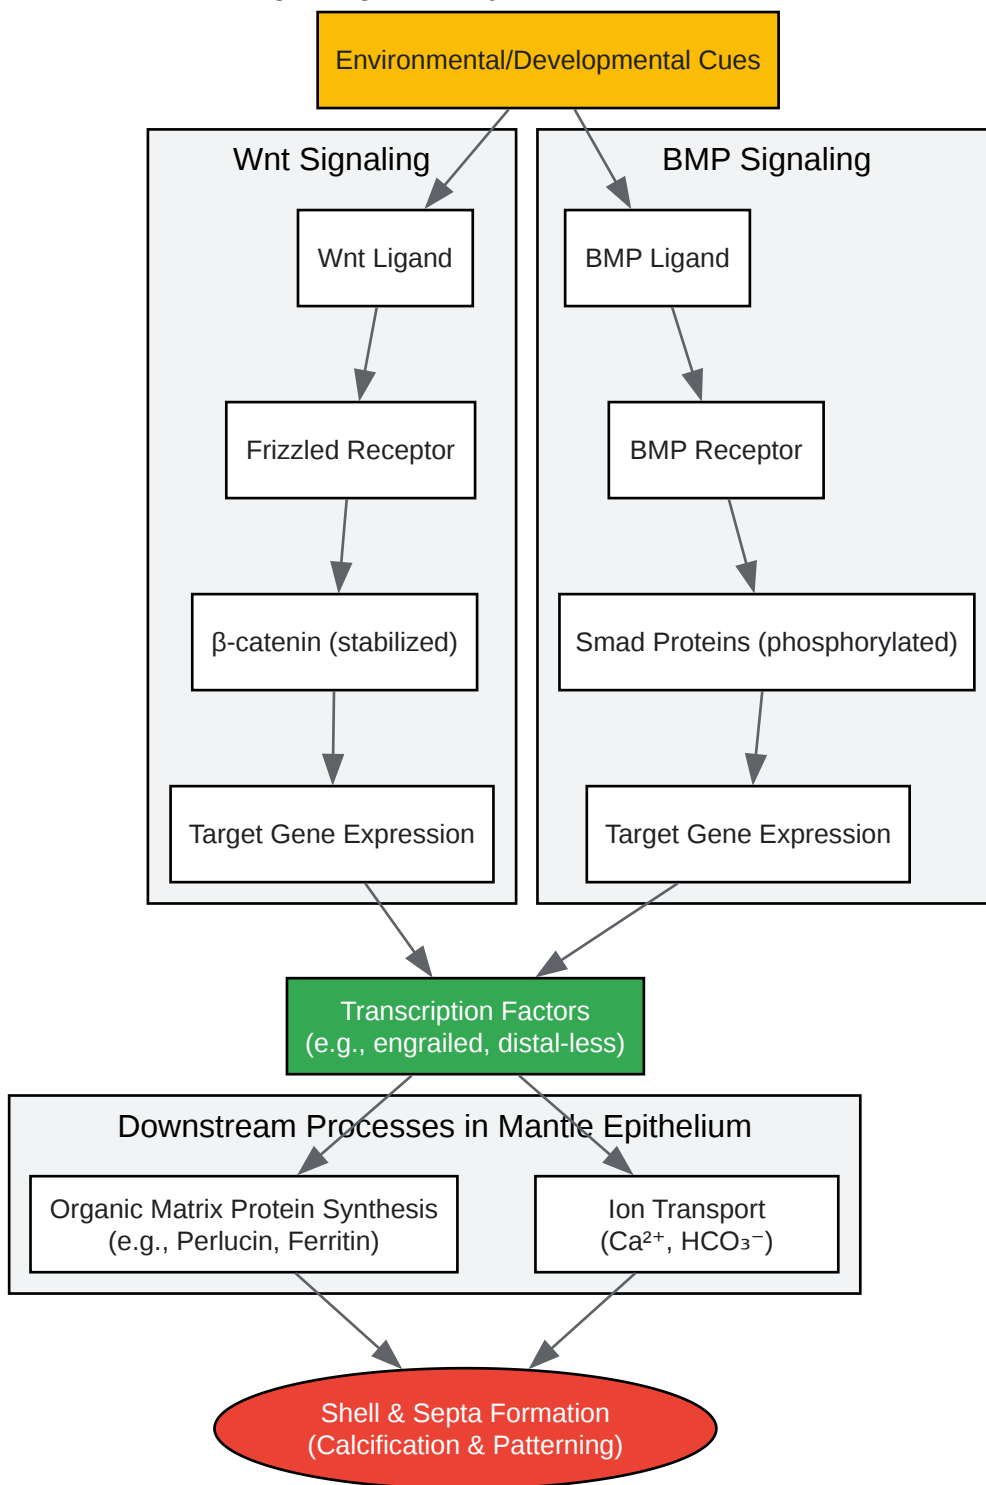 Environmental/Developmental Cues
Wnt Signaling
BMP Signaling
Wnt Ligand
BMP Ligand
Frizzled Receptor
BMP Receptor
β-catenin (stabilized)
Smad Proteins (phosphorylated)
Target Gene Expression
Target Gene Expression
Transcription Factors
(e.g., engrailed, distal-less)
Downstream Processes in Mantle Epithelium
Organic Matrix Protein Synthesis
(e.g., Perlucin, Ferritin)
Ion Transport
(Ca²⁺, HCO₃⁻)
Shell & Septa Formation
(Calcification & Patterning)